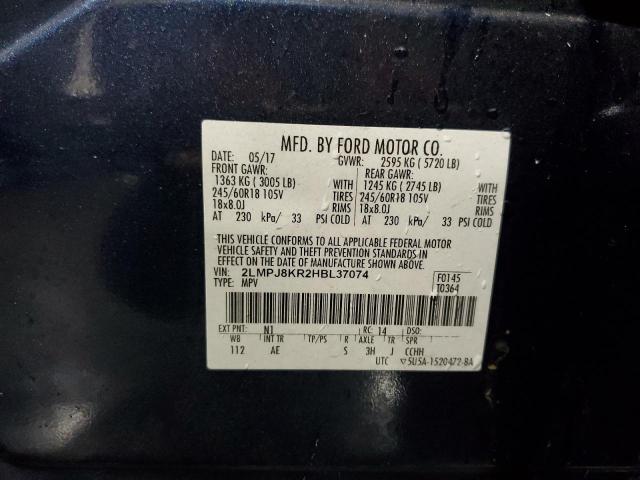 MFD. BY FORD MOTOR CO.
DATE: 05/17 GVWR: 2595 KG ( 5720 LB)
FRONT GAWR: REAR GAWR:
1363 KG ( 3005 LB) WITH 1245 KG ( 2745 LB) WITH
245/60R18 105V TIRES 245/60R18 105V TIRES
18x8.0J RIMS 18x8.0J RIMS
AT 230 kPa/ 33 PSI COLD AT 230 kPa/ 33 PSI COLD
THIS VEHICLE CONFORMS TO ALL APPLICABLE FEDERAL MOTOR
VEHICLE SAFETY AND THEFT PREVENTION STANDARDS IN
EFFECT ON THE DATE OF MANUFACTURE SHOWN ABOVE.
VIN: 2LMPJ8KR2HBL37074 F0145
TYPE: MPV T0364
EXT PNT: N1 RC: 14 DSO:
WB INT TR TP/PS R AXLE TR SPR
112 AE S 3H J CCHH
UTC ▽5U5A-1520472-BA